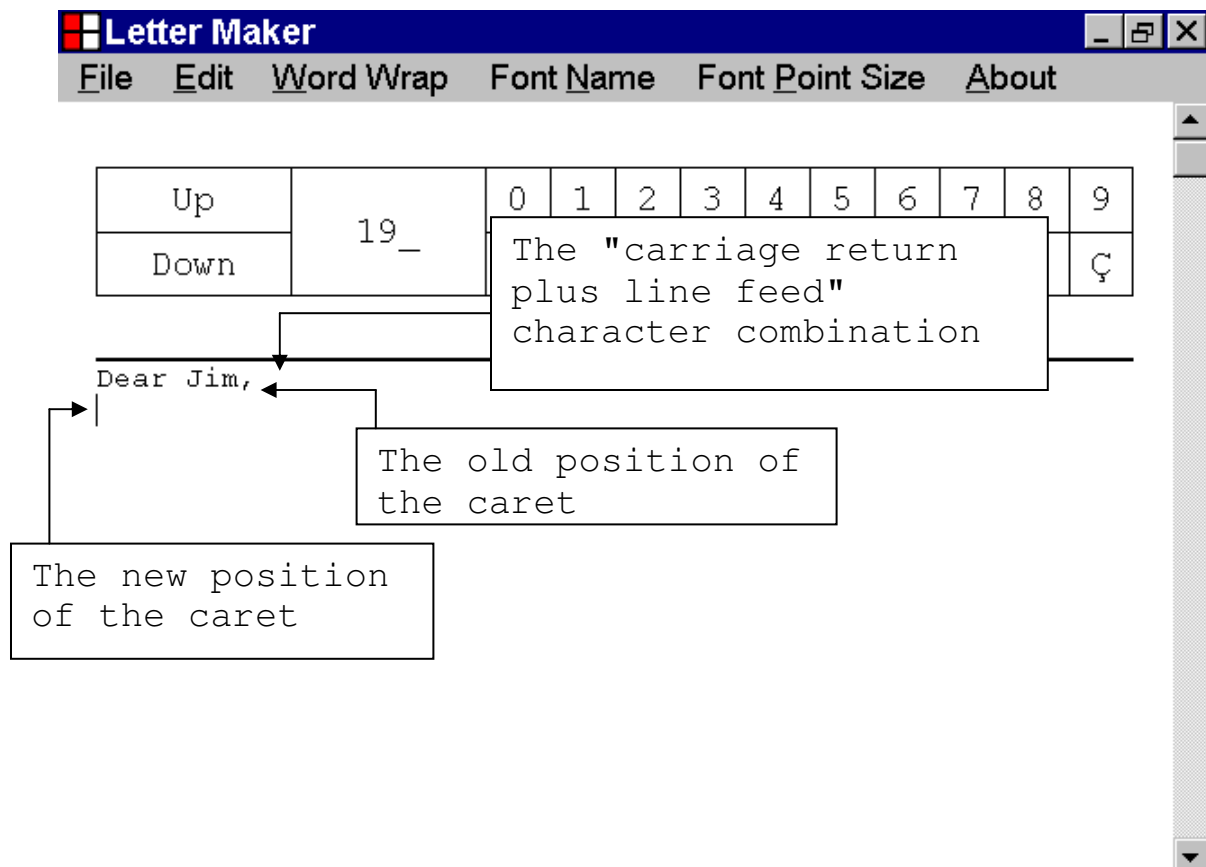 Letter Maker
File Edit Word Wrap Font Name Font Point Size About
Up 19_ 0 1 2 3 4 5 6 7 8 9
Down Ç
The "carriage return
plus line feed"
character combination
Dear Jim,
The old position of
the caret
The new position
of the caret